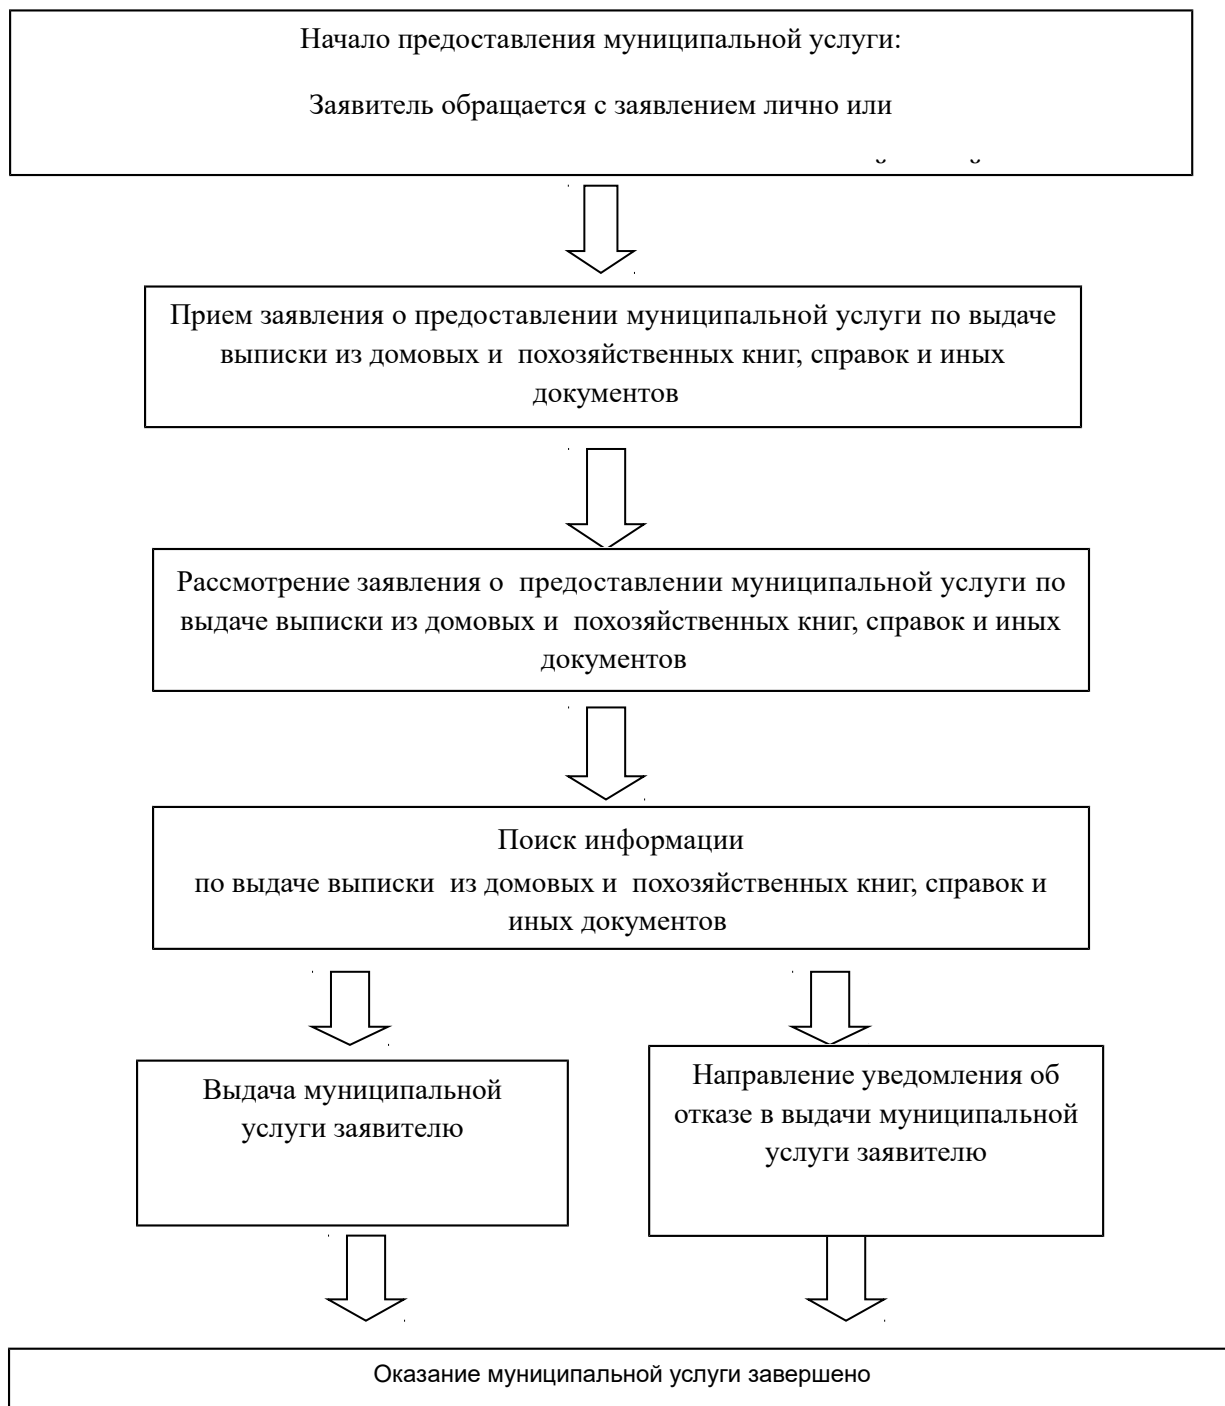 Начало предоставления муниципальной услуги:
Заявитель обращается с заявлением лично или
Прием заявления о предоставлении муниципальной услуги по выдаче
выписки из домовых и похозяйственных книг, справок и иных
документов
Рассмотрение заявления о предоставлении муниципальной услуги по
выдаче выписки из домовых и похозяйственных книг, справок и иных
документов
Поиск информации
по выдаче выписки из домовых и похозяйственных книг, справок и
иных документов
Выдача муниципальной
услуги заявителю
Направление уведомления об
отказе в выдачи муниципальной
услуги заявителю
Оказание муниципальной услуги завершено